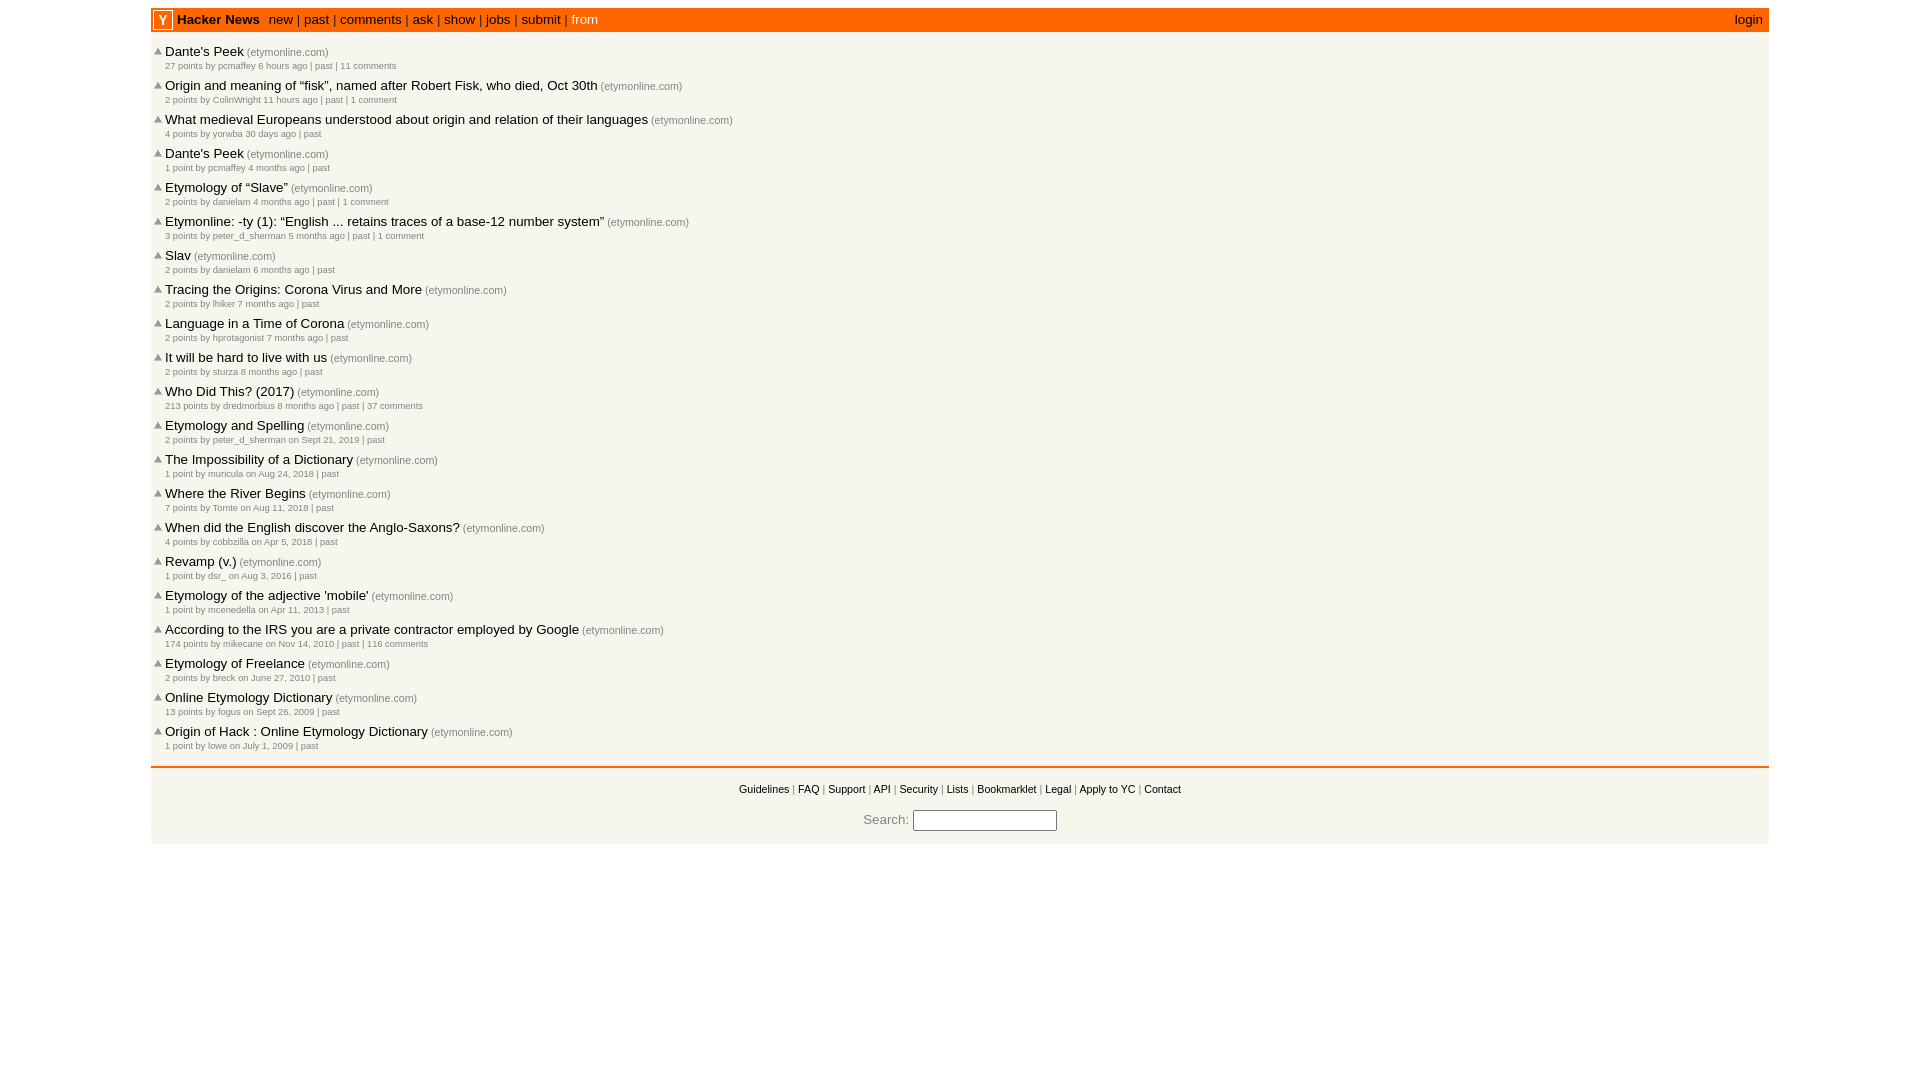 Y Hacker News new | past | comments | ask | show | jobs | submit | from login
Dante's Peek (etymonline.com)
27 points by pcmaffey 6 hours ago | past | 11 comments
Origin and meaning of “fisk”, named after Robert Fisk, who died, Oct 30th (etymonline.com)
2 points by ColinWright 11 hours ago | past | 1 comment
What medieval Europeans understood about origin and relation of their languages (etymonline.com)
4 points by yorwba 30 days ago | past
Dante's Peek (etymonline.com)
1 point by pcmaffey 4 months ago | past
Etymology of “Slave” (etymonline.com)
2 points by danielam 4 months ago | past | 1 comment
Etymonline: -ty (1): “English ... retains traces of a base-12 number system” (etymonline.com)
3 points by peter_d_sherman 5 months ago | past | 1 comment
Slav (etymonline.com)
2 points by danielam 6 months ago | past
Tracing the Origins: Corona Virus and More (etymonline.com)
2 points by lhiker 7 months ago | past
Language in a Time of Corona (etymonline.com)
2 points by hprotagonist 7 months ago | past
It will be hard to live with us (etymonline.com)
2 points by sturza 8 months ago | past
Who Did This? (2017) (etymonline.com)
213 points by dredmorbius 8 months ago | past | 37 comments
Etymology and Spelling (etymonline.com)
2 points by peter_d_sherman on Sept 21, 2019 | past
The Impossibility of a Dictionary (etymonline.com)
1 point by muricula on Aug 24, 2018 | past
Where the River Begins (etymonline.com)
7 points by Tomte on Aug 11, 2018 | past
When did the English discover the Anglo-Saxons? (etymonline.com)
4 points by cobbzilla on Apr 5, 2018 | past
Revamp (v.) (etymonline.com)
1 point by dsr_ on Aug 3, 2016 | past
Etymology of the adjective 'mobile' (etymonline.com)
1 point by mcenedella on Apr 11, 2013 | past
According to the IRS you are a private contractor employed by Google (etymonline.com)
174 points by mikecane on Nov 14, 2010 | past | 116 comments
Etymology of Freelance (etymonline.com)
2 points by breck on June 27, 2010 | past
Online Etymology Dictionary (etymonline.com)
13 points by fogus on Sept 26, 2009 | past
Origin of Hack : Online Etymology Dictionary (etymonline.com)
1 point by lowe on July 1, 2009 | past
Guidelines | FAQ | Support | API | Security | Lists | Bookmarklet | Legal | Apply to YC | Contact
Search: